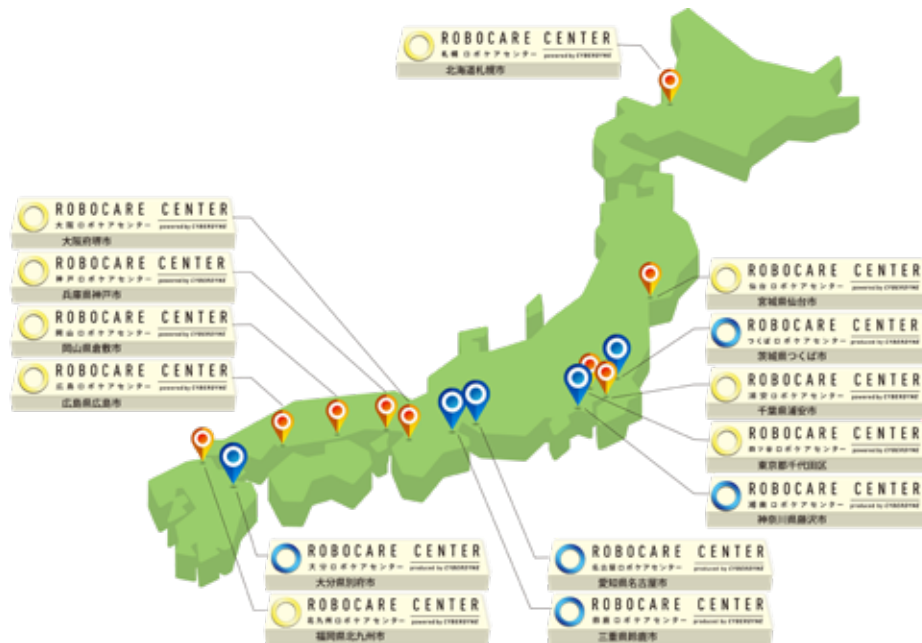 ROBOCARE CENTER
札幌ロボケアセンター powered by CYBERDYNE
北海道札幌市
ROBOCARE CENTER
大阪ロボケアセンター powered by CYBERDYNE
大阪府堺市
ROBOCARE CENTER
神戸ロボケアセンター powered by CYBERDYNE
兵庫県神戸市
ROBOCARE CENTER
岡山ロボケアセンター powered by CYBERDYNE
岡山県倉敷市
ROBOCARE CENTER
広島ロボケアセンター powered by CYBERDYNE
広島県広島市
ROBOCARE CENTER
仙台ロボケアセンター powered by CYBERDYNE
宮城県仙台市
ROBOCARE CENTER
つくばロボケアセンター produced by CYBERDYNE
茨城県つくば市
ROBOCARE CENTER
浦安ロボケアセンター powered by CYBERDYNE
千葉県浦安市
ROBOCARE CENTER
四ツ谷ロボケアセンター powered by CYBERDYNE
東京都千代田区
ROBOCARE CENTER
湘南ロボケアセンター produced by CYBERDYNE
神奈川県藤沢市
ROBOCARE CENTER
大分ロボケアセンター produced by CYBERDYNE
大分県別府市
ROBOCARE CENTER
北九州ロボケアセンター powered by CYBERDYNE
福岡県北九州市
ROBOCARE CENTER
名古屋ロボケアセンター produced by CYBERDYNE
愛知県名古屋市
ROBOCARE CENTER
鈴鹿ロボケアセンター produced by CYBERDYNE
三重県鈴鹿市